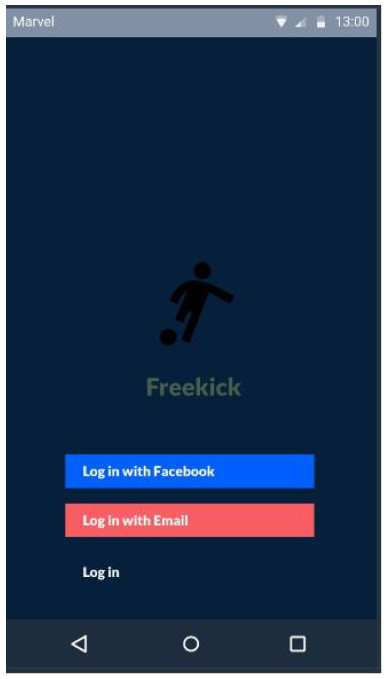 Marvel 13:00
Freekick
Log in with Facebook
Log in with Email
Log in